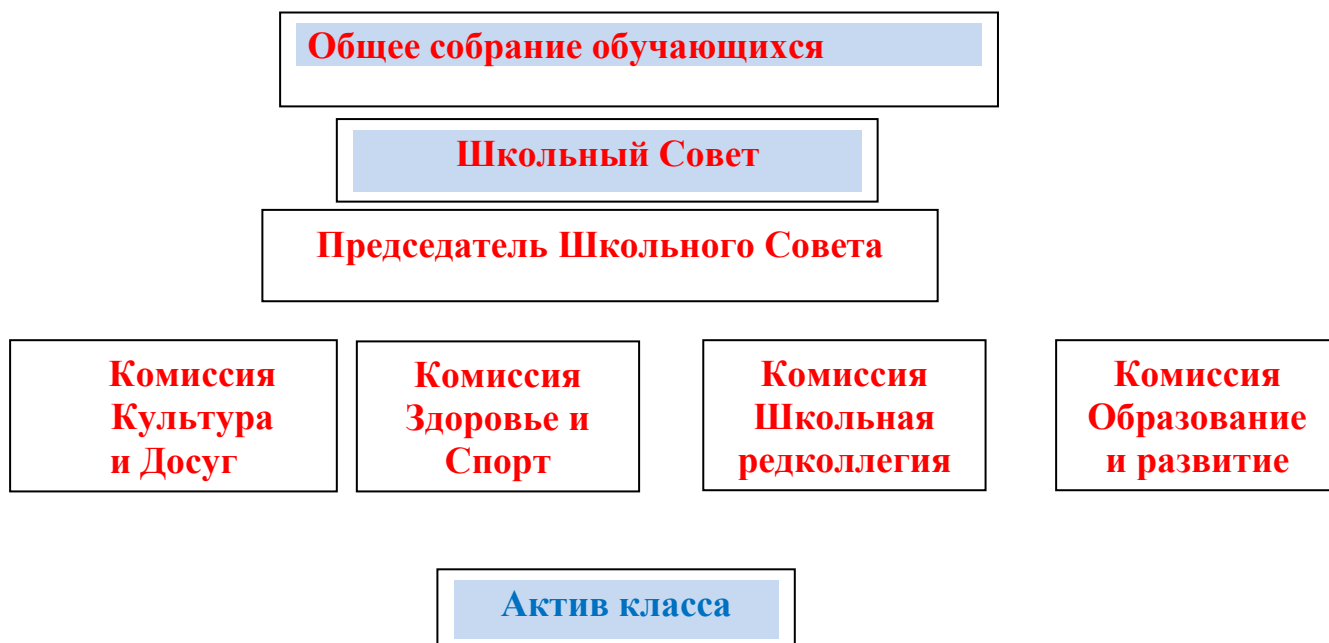 Общее собрание обучающихся
Школьный Совет
Председатель Школьного Совета
Комиссия
Культура
и Досуг
Комиссия
Здоровье и
Спорт
Комиссия
Школьная
редколлегия
Комиссия
Образование
и развитие
Актив класса